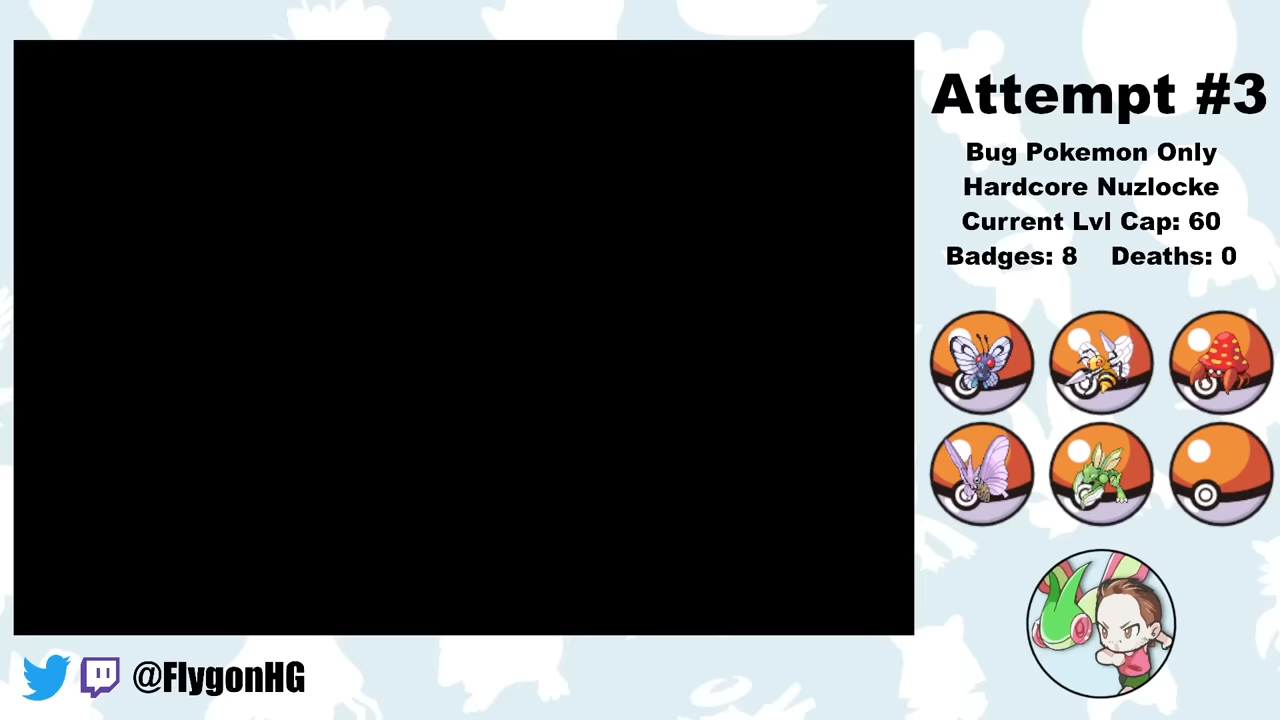 Attempt #3
Bug Pokemon Only
Hardcore Nuzlocke
Current Lvl Cap: 60
Badges: 8 Deaths: 0
@FlygonHG